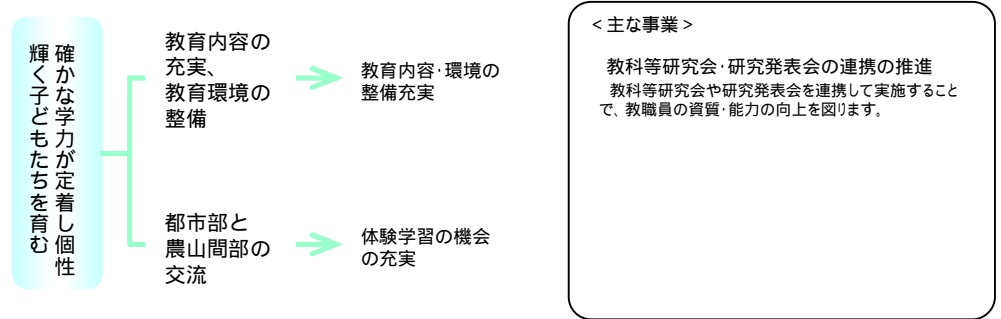 確かな学力が定着し個性
輝く子どもたちを育む
教育内容の
充実、
教育環境の
整備
教育内容･環境の
整備充実
都市部と
農山間部の
交流
体験学習の機会
の充実
＜主な事業＞
教科等研究会･研究発表会の連携の推進
教科等研究会や研究発表会を連携して実施すること
で、教職員の資質･能力の向上を図ります。